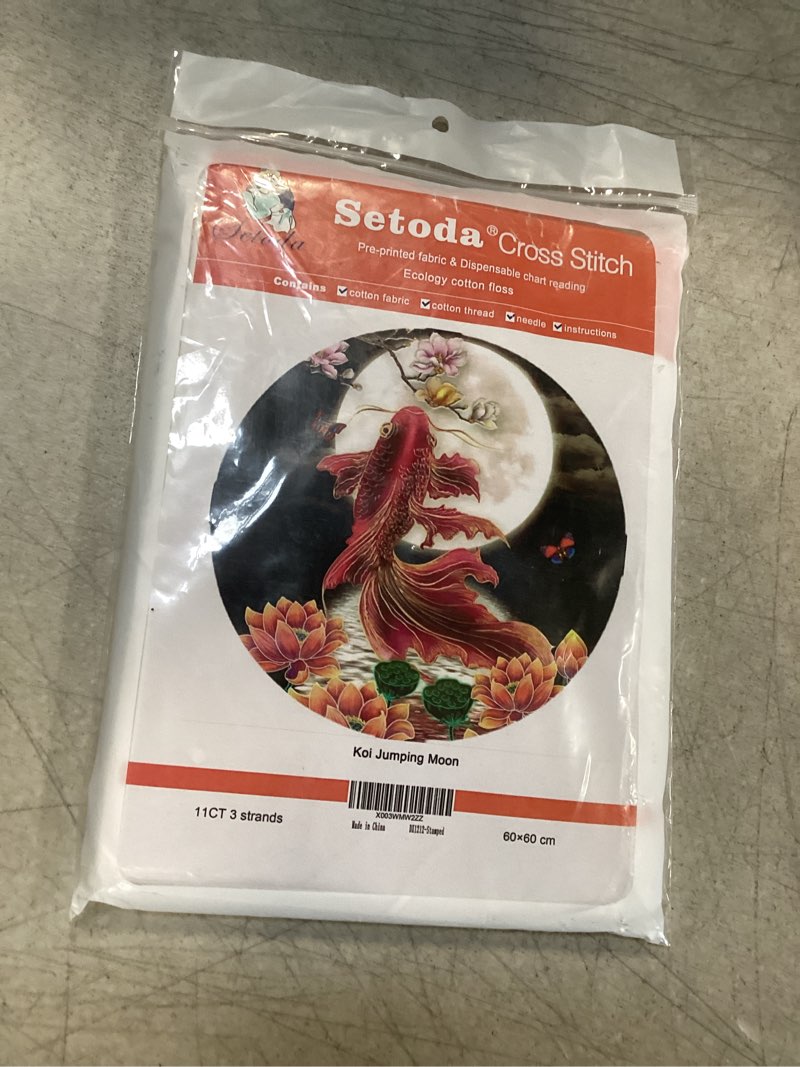 Setoda
Setoda® Cross Stitch
Pre-printed fabric & Dispensable chart reading
Ecology cotton floss
Contains ☑ cotton fabric ☑ cotton thread ☑ needle ☑ instructions
Koi Jumping Moon
X003WMW2ZZ
Made in China
11CT 3 strands
60×60 cm